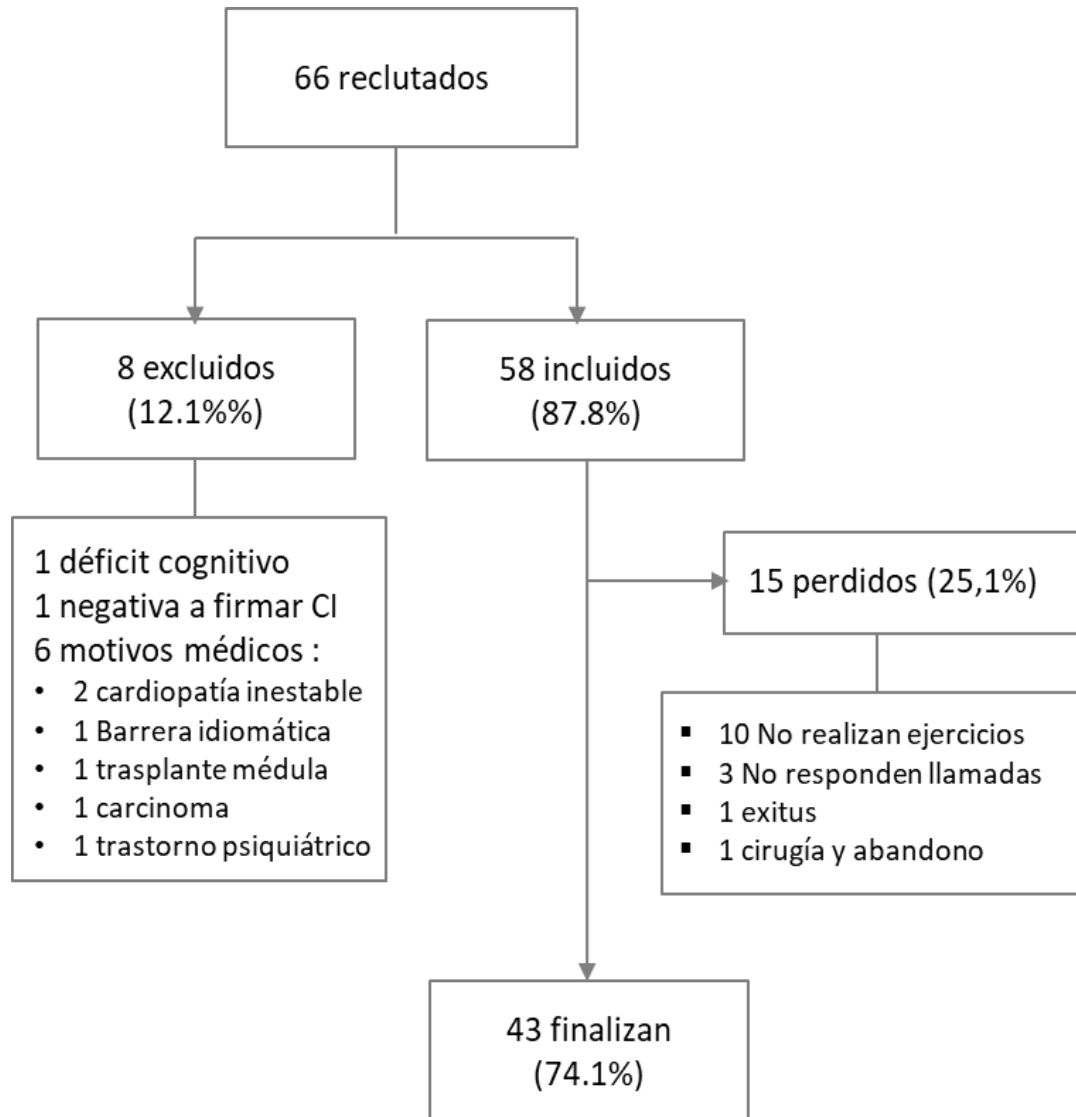 66 reclutados
8 excluidos
(12.1%%)
58 incluidos
(87.8%)
1 déficit cognitivo
1 negativa a firmar CI
6 motivos médicos :
• 2 cardiopatía inestable
• 1 Barrera idiomática
• 1 trasplante médula
• 1 carcinoma
• 1 trastorno psiquiátrico
15 perdidos (25,1%)
▪ 10 No realizan ejercicios
▪ 3 No responden llamadas
▪ 1 exitus
▪ 1 cirugía y abandono
43 finalizan
(74.1%)